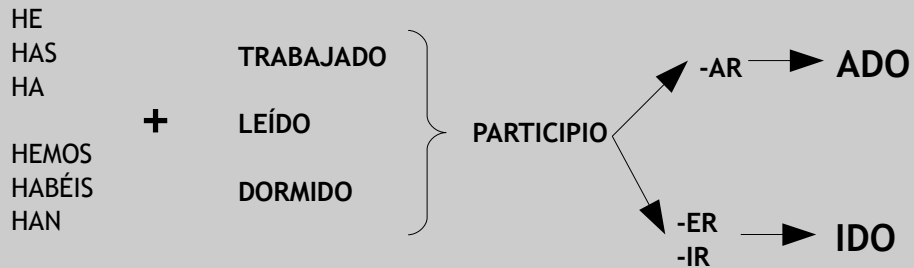 HE
HAS
HA
HEMOS
HABÉIS
HAN
+
TRABAJADO
LEÍDO
DORMIDO
PARTICIPIO
-AR
ADO
-ER
-IR
IDO